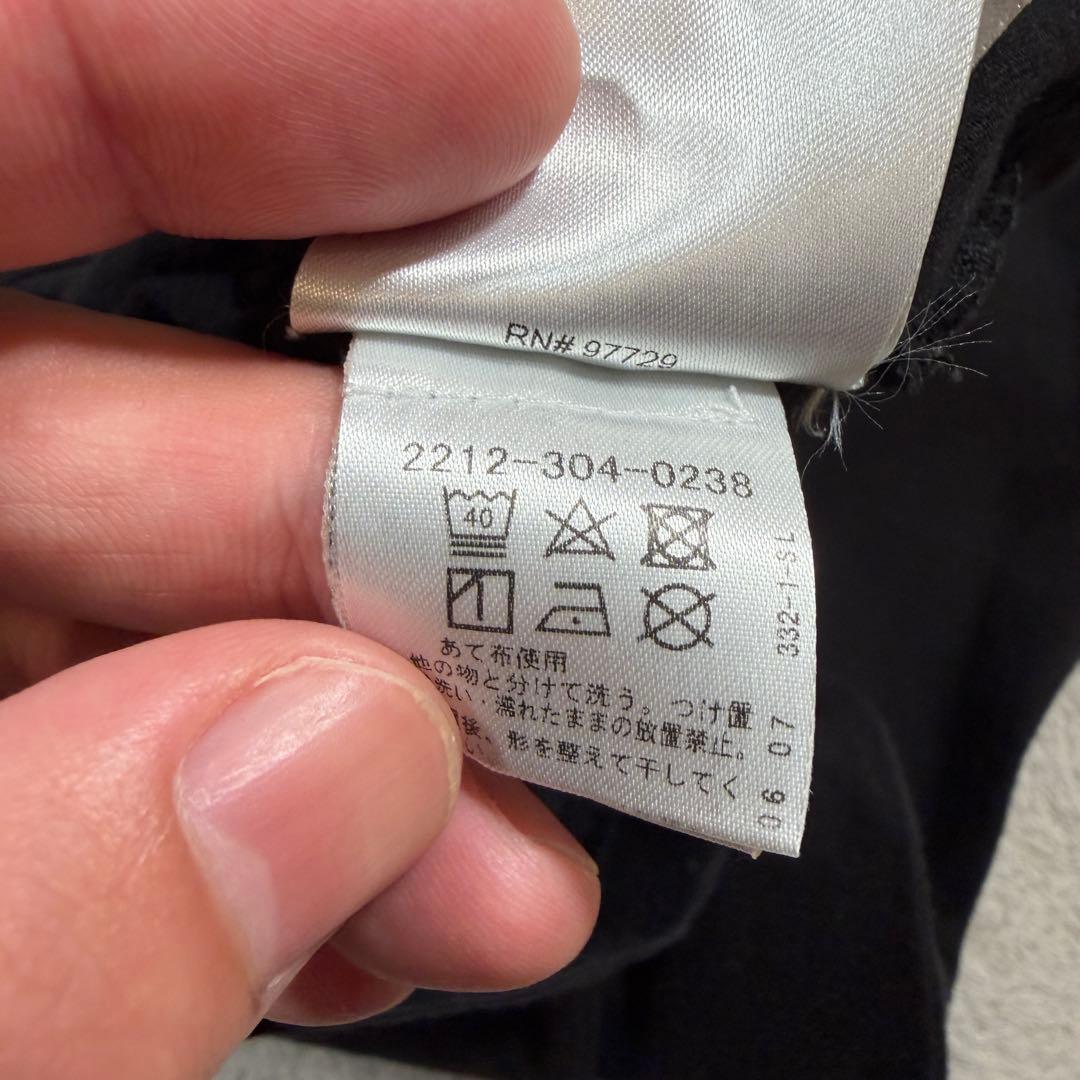 RN# 97729
2212-304-0238
40
あて布使用
の物と分けて洗う。つけ置
洗い・濡れたままの放置禁止。
後、形を整えて干してく
い。
332-1-SL
06 07